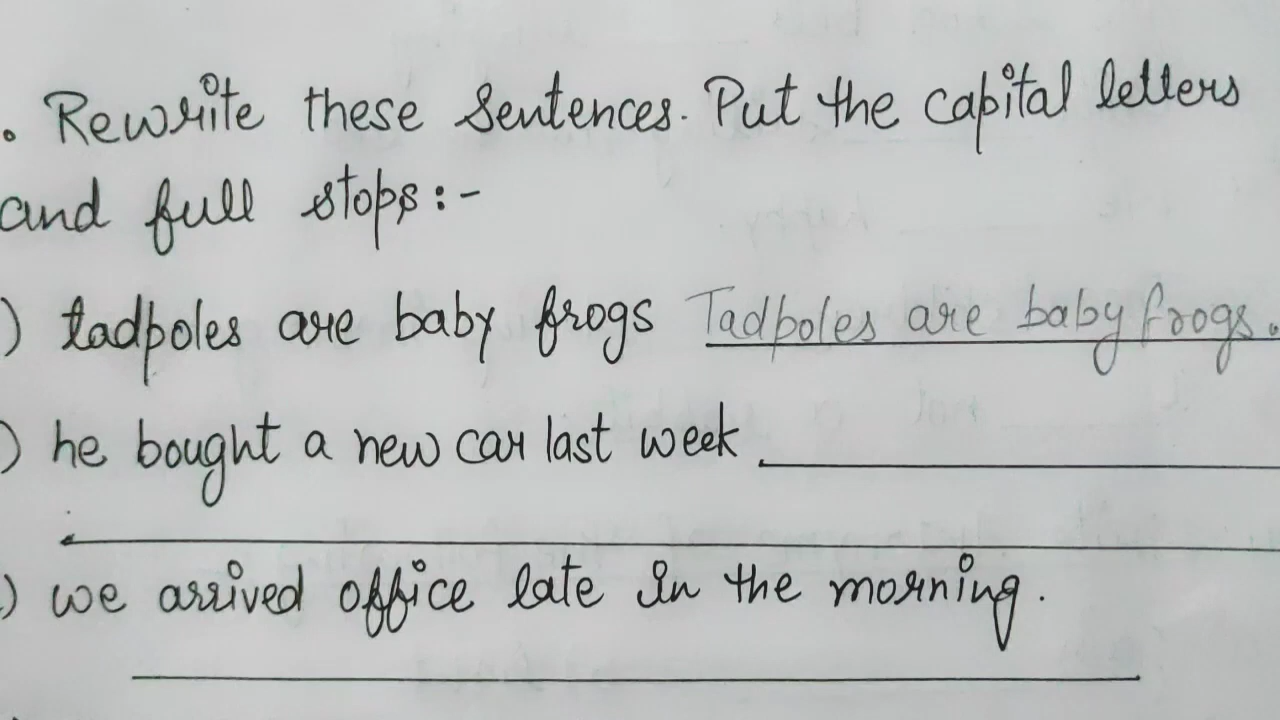 . Rewrite these Sentences. Put the capital letters
and full stops:-
) tadpoles are baby frogs Tadpoles are baby frogs.
) he bought a new car last week
) we arrived office late in the morning.